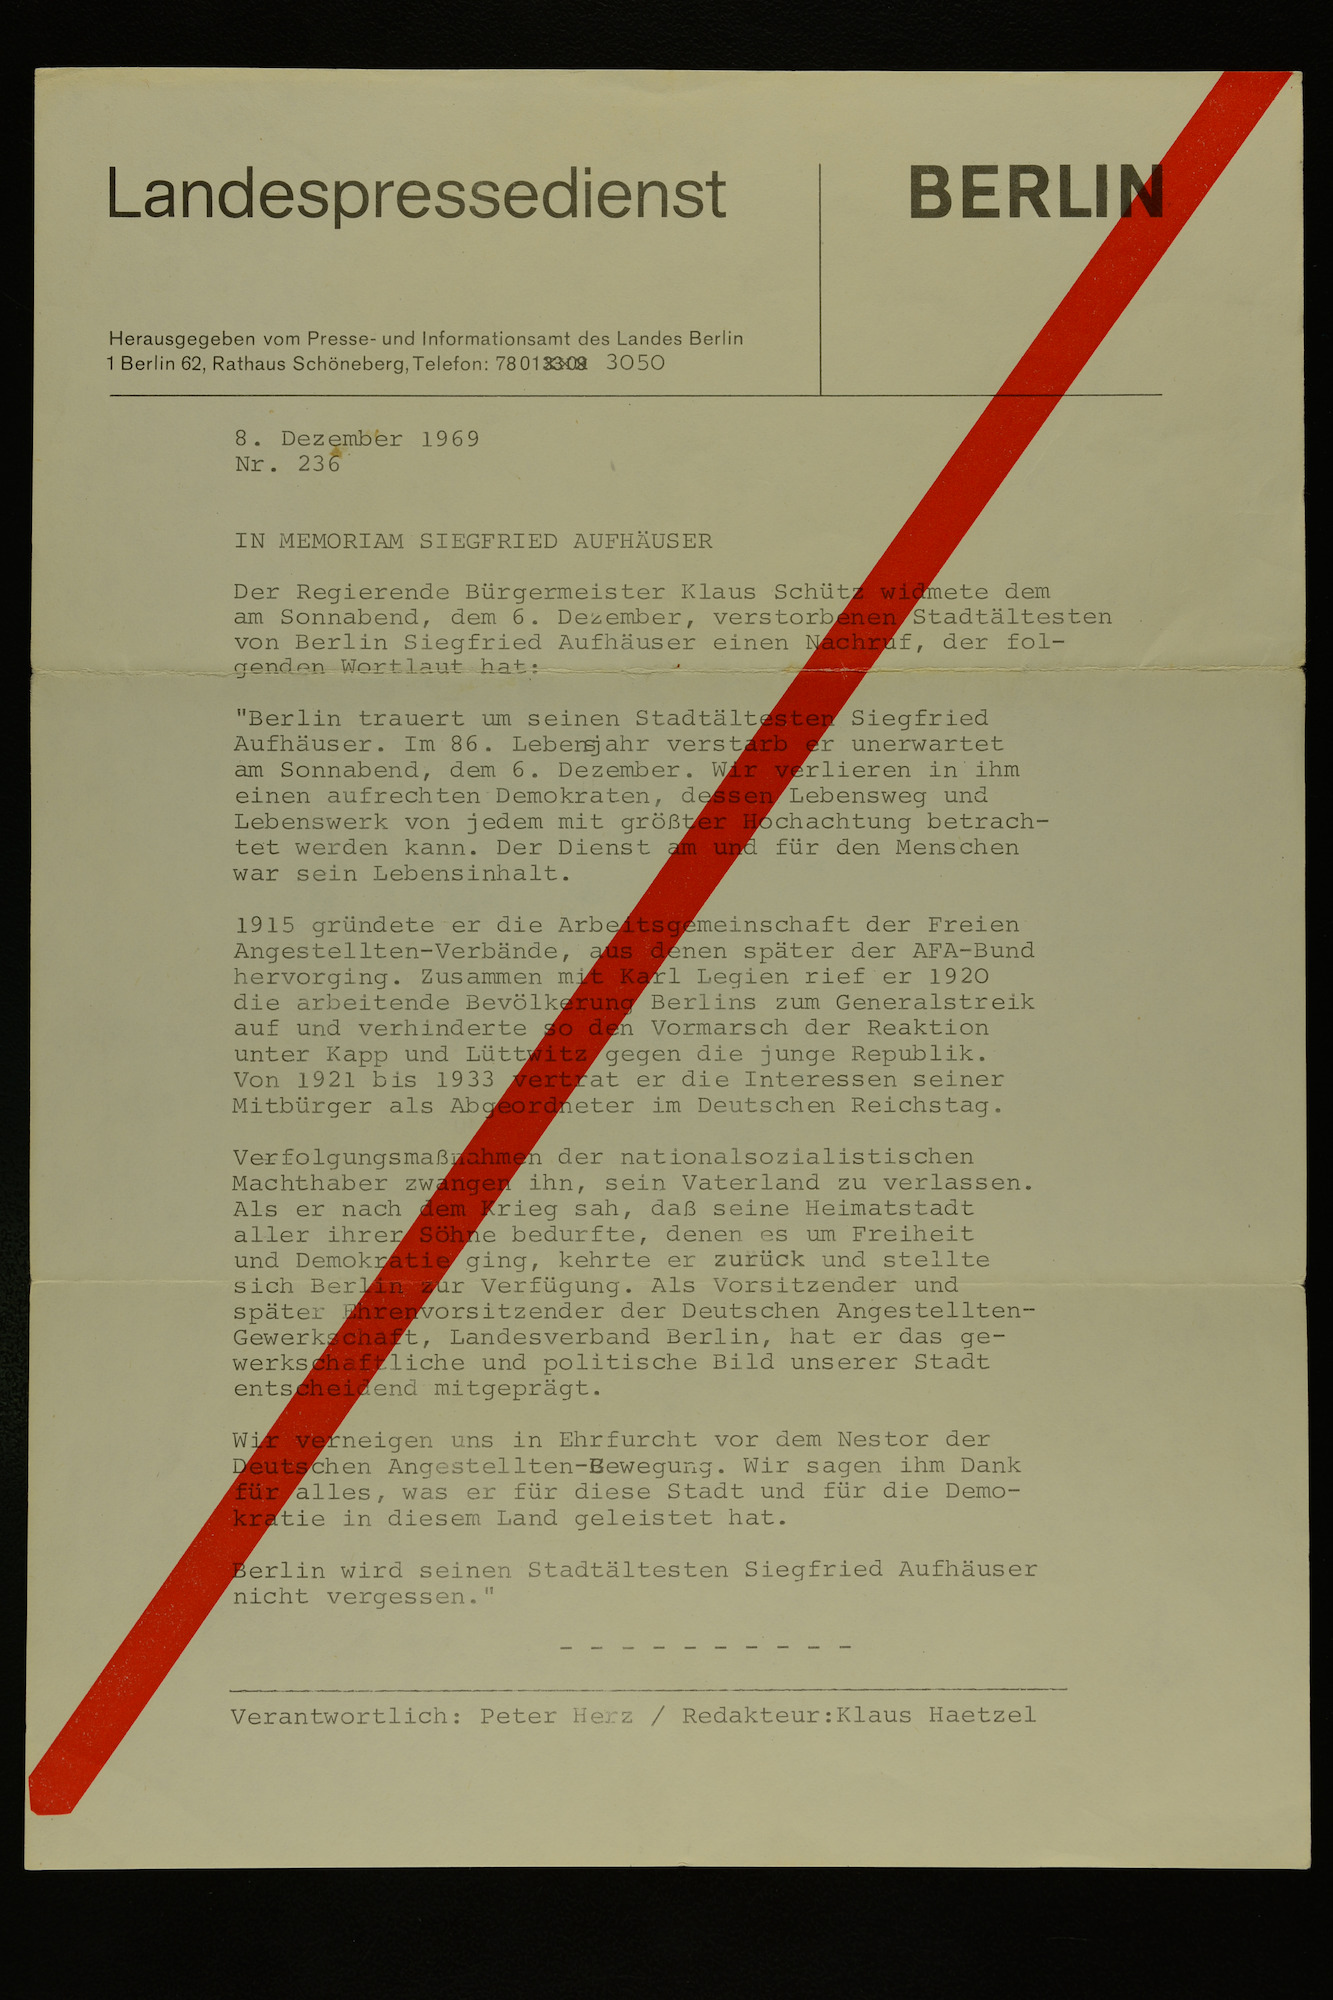 Landespressedienst
BERLIN
Herausgegeben vom Presse- und Informationsamt des Landes Berlin
1 Berlin 62, Rathaus Schöneberg, Telefon: 7801 3050
8. Dezember 1969
Nr. 236
IN MEMORIAM SIEGFRIED AUFHÄUSER
Der Regierende Bürgermeister Klaus Schütz widmete dem
am Sonnabend, dem 6. Dezember, verstorbenen Stadtältesten
von Berlin Siegfried Aufhäuser einen Nachruf, der fol-
genden Wortlaut hat:
"Berlin trauert um seinen Stadtältesten Siegfried
Aufhäuser. Im 86. Lebensjahr verstarb er unerwartet
am Sonnabend, dem 6. Dezember. Wir verlieren in ihm
einen aufrechten Demokraten, dessen Lebensweg und
Lebenswerk von jedem mit größter Hochachtung betrach-
tet werden kann. Der Dienst am und für den Menschen
war sein Lebensinhalt.
1915 gründete er die Arbeitsgemeinschaft der Freien
Angestellten-Verbände, aus denen später der AFA-Bund
hervorging. Zusammen mit Karl Legien rief er 1920
die arbeitende Bevölkerung Berlins zum Generalstreik
auf und verhinderte so den Vormarsch der Reaktion
unter Kapp und Lüttwitz gegen die junge Republik.
Von 1921 bis 1933 vertrat er die Interessen seiner
Mitbürger als Abgeordneter im Deutschen Reichstag.
Verfolgungsmaßnahmen der nationalsozialistischen
Machthaber zwangen ihn, sein Vaterland zu verlassen.
Als er nach dem Krieg sah, daß seine Heimatstadt
aller ihrer Söhne bedurfte, denen es um Freiheit
und Demokratie ging, kehrte er zurück und stellte
sich Berlin zur Verfügung. Als Vorsitzender und
später Ehrenvorsitzender der Deutschen Angestellten-
Gewerkschaft, Landesverband Berlin, hat er das ge-
werkschaftliche und politische Bild unserer Stadt
entscheidend mitgeprägt.
Wir verneigen uns in Ehrfurcht vor dem Nestor der
Deutschen Angestellten-Bewegung. Wir sagen ihm Dank
für alles, was er für diese Stadt und für die Demo-
kratie in diesem Land geleistet hat.
Berlin wird seinen Stadtältesten Siegfried Aufhäuser
nicht vergessen."
- - - - - - - - - -
Verantwortlich: Peter Herz / Redakteur:Klaus Haetzel